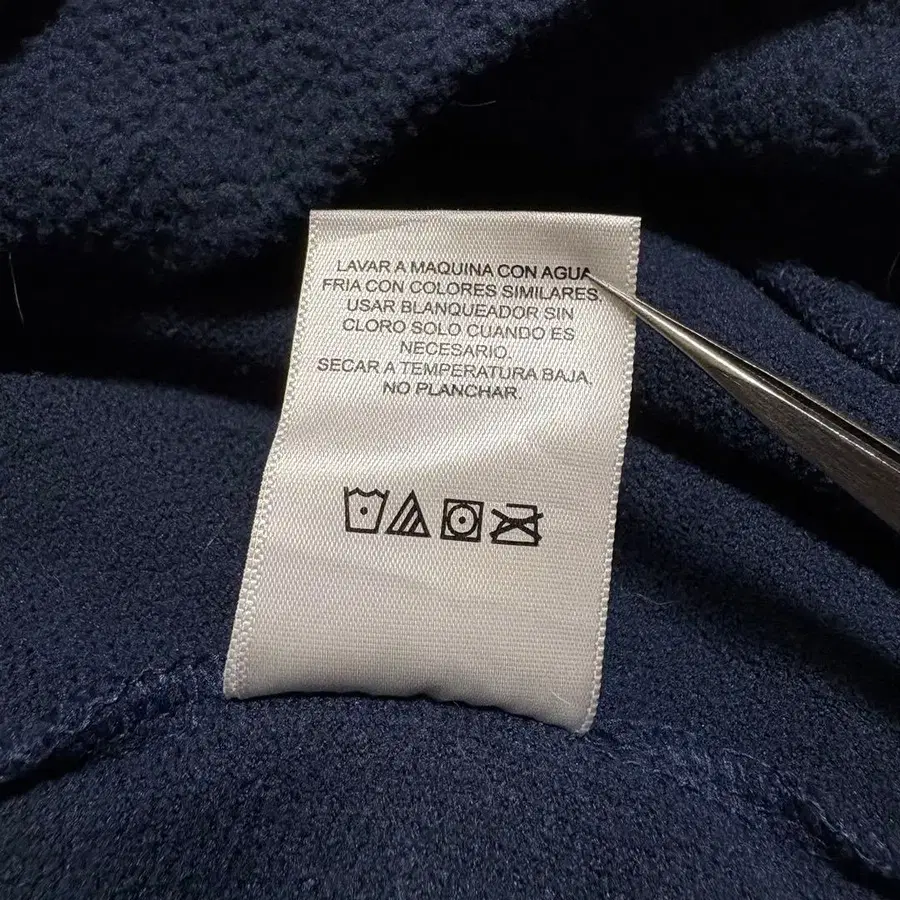 LAVAR A MAQUINA CON AGUA
FRIA CON COLORES SIMILARES.
USAR BLANQUEADOR SIN
CLORO SOLO CUANDO ES
NECESARIO.
SECAR A TEMPERATURA BAJA.
NO PLANCHAR.